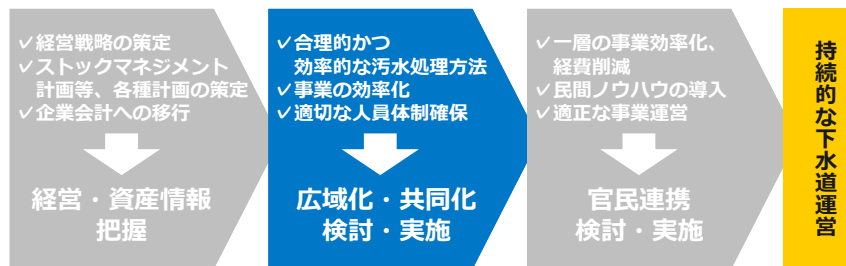 ✓経営戦略の策定
✓ストックマネジメント
計画等、各種計画の策定
✓企業会計への移行
経営・資産情報
把握
✓合理的かつ
効率的な汚水処理方法
✓事業の効率化
✓適切な人員体制確保
広域化・共同化
検討・実施
✓一層の事業効率化、
経費削減
✓民間ノウハウの導入
✓適正な事業運営
官民連携
検討・実施
持続的な下水道運営